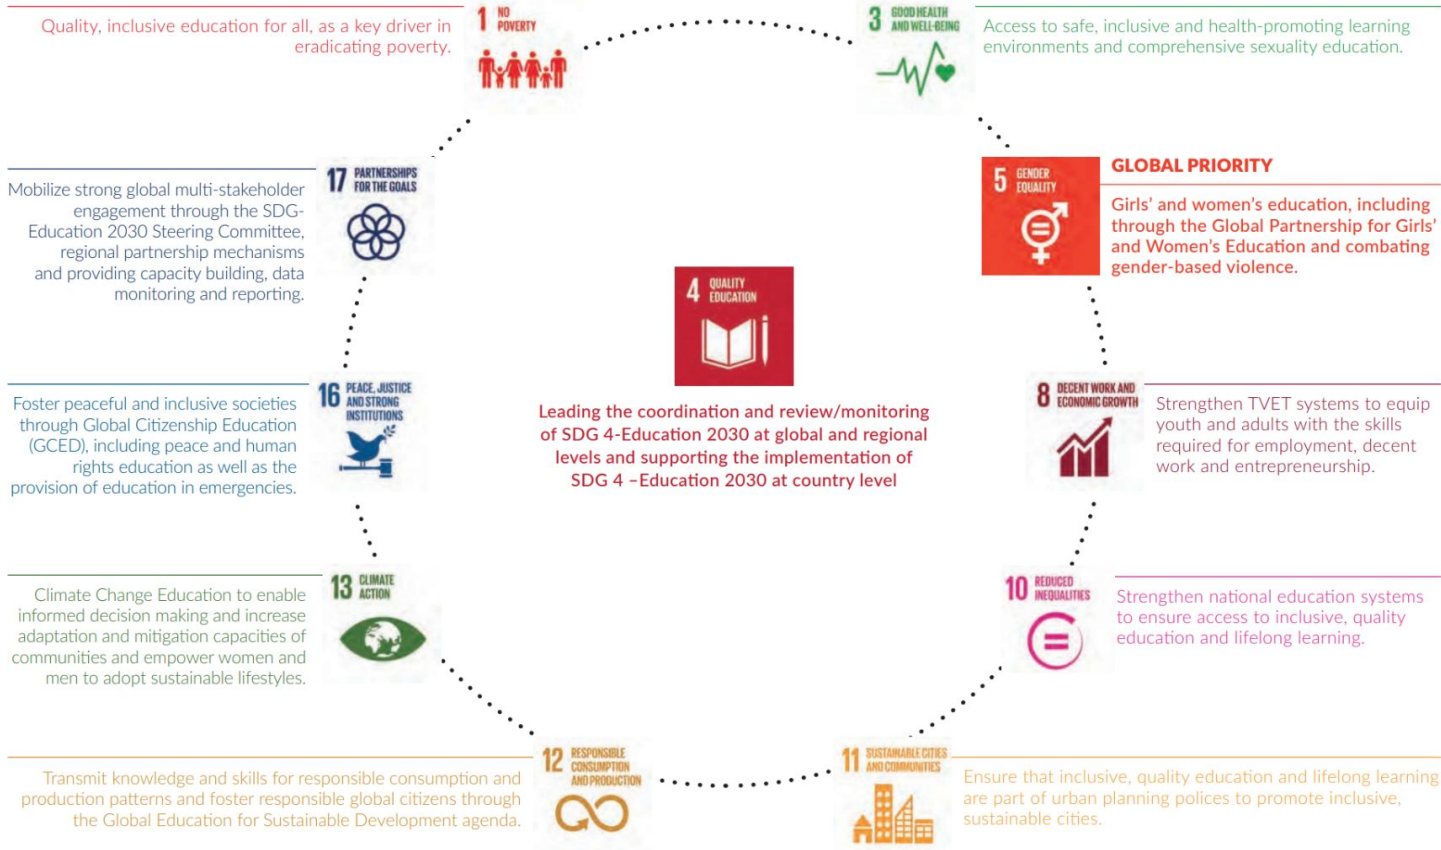 Quality, inclusive education for all, as a key driver in
eradicating poverty.
1 NO
POVERTY
3 GOOD HEALTH
AND WELL-BEING
Access to safe, inclusive and health-promoting learning
environments and comprehensive sexuality education.
17 PARTNERSHIPS
FOR THE GOALS
Mobilize strong global multi-stakeholder
engagement through the SDG-
Education 2030 Steering Committee,
regional partnership mechanisms
and providing capacity building, data
monitoring and reporting.
5 GENDER
EQUALITY
GLOBAL PRIORITY
Girls’ and women’s education, including
through the Global Partnership for Girls’
and Women’s Education and combating
gender-based violence.
4 QUALITY
EDUCATION
Leading the coordination and review/monitoring
of SDG 4-Education 2030 at global and regional
levels and supporting the implementation of
SDG 4 –Education 2030 at country level
16 PEACE, JUSTICE
AND STRONG
INSTITUTIONS
Foster peaceful and inclusive societies
through Global Citizenship Education
(GCED), including peace and human
rights education as well as the
provision of education in emergencies.
8 DECENT WORK AND
ECONOMIC GROWTH
Strengthen TVET systems to equip
youth and adults with the skills
required for employment, decent
work and entrepreneurship.
13 CLIMATE
ACTION
Climate Change Education to enable
informed decision making and increase
adaptation and mitigation capacities of
communities and empower women and
men to adopt sustainable lifestyles.
10 REDUCED
INEQUALITIES
Strengthen national education systems
to ensure access to inclusive, quality
education and lifelong learning.
12 RESPONSIBLE
CONSUMPTION
AND PRODUCTION
Transmit knowledge and skills for responsible consumption and
production patterns and foster responsible global citizens through
the Global Education for Sustainable Development agenda.
11 SUSTAINABLE CITIES
AND COMMUNITIES
Ensure that inclusive, quality education and lifelong learning
are part of urban planning polices to promote inclusive,
sustainable cities.